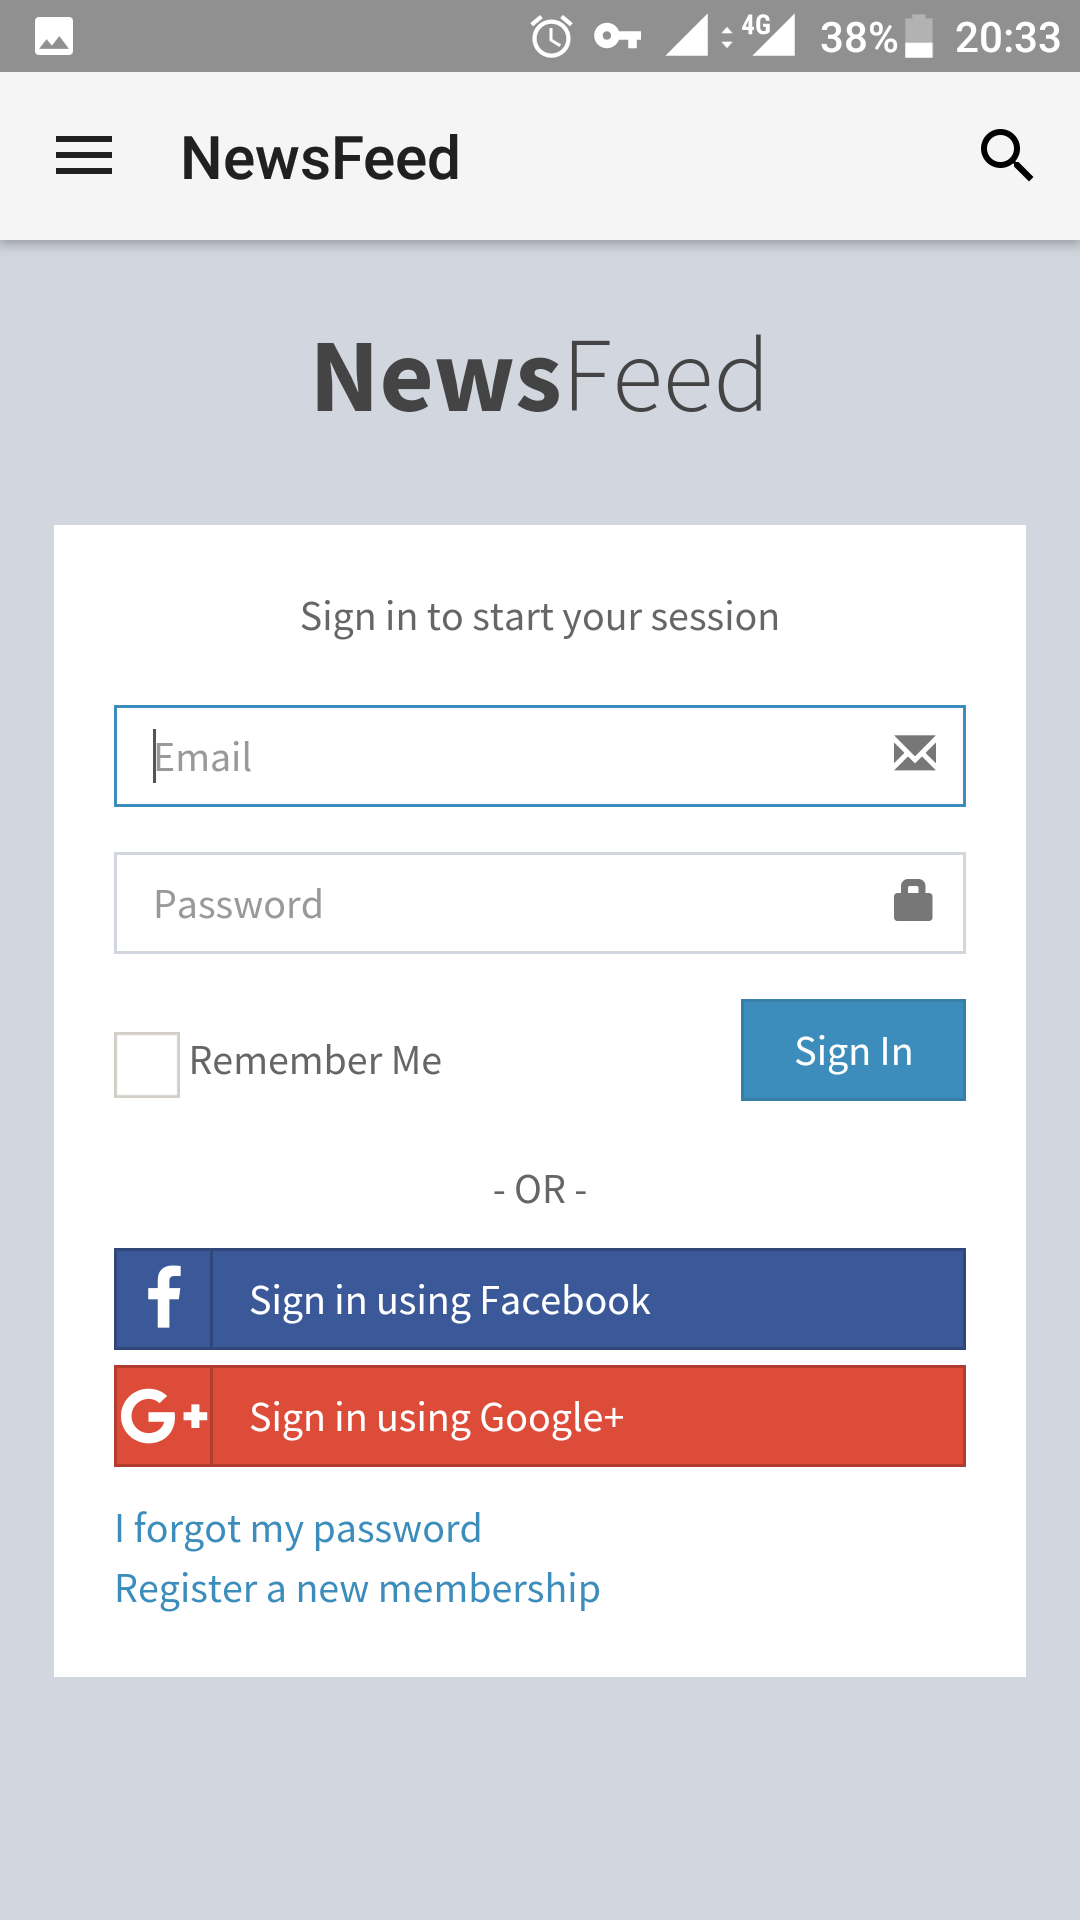 4G 38% 20:33
NewsFeed
NewsFeed
Sign in to start your session
Email
Password
Remember Me
Sign In
- OR -
Sign in using Facebook
G+ Sign in using Google+
I forgot my password
Register a new membership